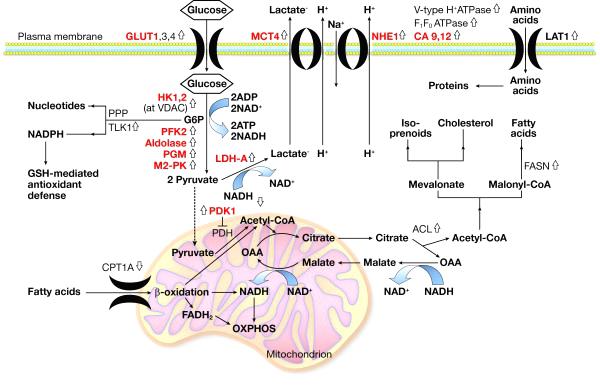 Glucose
Lactate⁻ H⁺ Na⁺ H⁺
V-type H⁺ATPase ⇧
F₁F₀ ATPase ⇧
Amino
acids
Plasma membrane
GLUT1,3,4 ⇧
MCT4 ⇧
NHE1 ⇧
CA 9,12 ⇧
LAT1 ⇧
Glucose
Proteins
Amino
acids
HK1,2 ⇧
(at VDAC)
2ADP
2NAD⁺
Nucleotides
PPP
G6P
2ATP
2NADH
NADPH
TLK1 ⇧
PFK2 ⇧
Aldolase ⇧
PGM ⇧
M2-PK ⇧
Iso-
prenoids
Cholesterol
Fatty
acids
LDH-A ⇧
Lactate⁻ H⁺ H⁺
GSH-mediated
antioxidant
defense
2 Pyruvate
NADH
NAD⁺
FASN ⇧
Mevalonate
Malonyl-CoA
⇧ PDK1
PDH
Acetyl-CoA ⇩
Pyruvate
OAA
Citrate
Citrate
ACL ⇧
Acetyl-CoA
Malate
Malate
OAA
CPT1A ⇩
NAD⁺
NADH
Fatty acids
β-oxidation
NADH
NAD⁺
FADH₂
OXPHOS
Mitochondrion